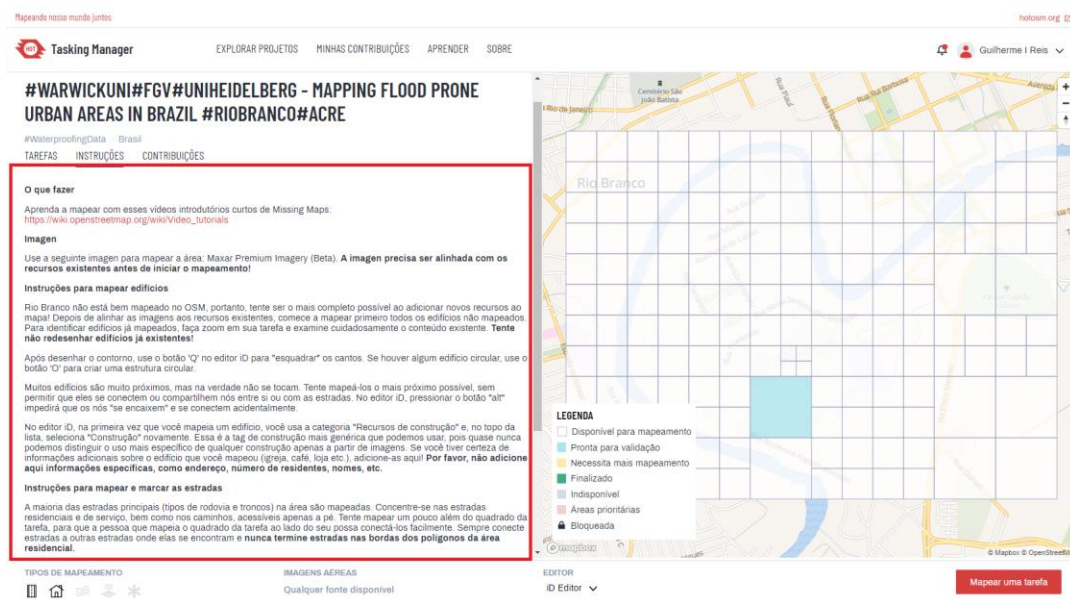 Mapeando nosso mundo juntos
hotosm.org
HOT
Tasking Manager
EXPLORAR PROJETOS MINHAS CONTRIBUIÇÕES APRENDER SOBRE
Guilherme I Reis
#WARWICKUNI#FGV#UNIHEIDELBERG - MAPPING FLOOD PRONE
URBAN AREAS IN BRAZIL #RIOBRANCO#ACRE
#WaterproofingData Brasil
TAREFAS INSTRUÇÕES CONTRIBUIÇÕES
O que fazer
Aprenda a mapear com esses vídeos introdutórios curtos de Missing Maps:
https://wiki.openstreetmap.org/wiki/Video_tutorials
Imagen
Use a seguinte imagen para mapear a área: Maxar Premium Imagery (Beta). A imagen precisa ser alinhada com os
recursos existentes antes de iniciar o mapeamento!
Instruções para mapear edifícios
Rio Branco não está bem mapeado no OSM, portanto, tente ser o mais completo possível ao adicionar novos recursos ao
mapa! Depois de alinhar as imagens aos recursos existentes, comece a mapear primeiro todos os edifícios não mapeados.
Para identificar edifícios já mapeados, faça zoom em sua tarefa e examine cuidadosamente o conteúdo existente. Tente
não redesenhar edifícios já existentes!
Após desenhar o contorno, use o botão 'Q' no editor iD para "esquadrar" os cantos. Se houver algum edifício circular, use o
botão 'O' para criar uma estrutura circular.
Muitos edifícios são muito próximos, mas na verdade não se tocam. Tente mapeá-los o mais próximo possível, sem
permitir que eles se conectem ou compartilhem nós entre si ou com as estradas. No editor iD, pressionar o botão "alt"
impedirá que os nós "se encaixem" e se conectem acidentalmente.
No editor iD, na primeira vez que você mapeia um edifício, você usa a categoria "Recursos de construção" e, no topo da
lista, seleciona "Construção" novamente. Essa é a tag de construção mais genérica que podemos usar, pois quase nunca
podemos distinguir o uso mais específico de qualquer construção apenas a partir de imagens. Se você tiver certeza de
informações adicionais sobre o edifício que você mapeou (igreja, café, loja etc.), adicione-as aqui! Por favor, não adicione
aqui informações específicas, como endereço, número de residentes, nomes, etc.
Instruções para mapear e marcar as estradas
A maioria das estradas principais (tipos de rodovia e troncos) na área são mapeadas. Concentre-se nas estradas
residenciais e de serviço, bem como nos caminhos, acessíveis apenas a pé. Tente mapear um pouco além do quadrado da
tarefa, para que a pessoa que mapeia o quadrado da tarefa ao lado do seu possa conectá-los facilmente. Sempre conecte
estradas a outras estradas onde elas se encontram e nunca termine estradas nas bordas dos polígonos da área
residencial.
Cemitério São
João Batista
Rio de Janeiro
Rua Piauí
Rua Rui Barbosa
Avenida
Rio Branco
LEGENDA
Disponível para mapeamento
Pronta para validação
Necessita mais mapeamento
Finalizado
Indisponível
Áreas prioritárias
Bloqueada
mapbox
© Mapbox © OpenStreetM
TIPOS DE MAPEAMENTO
IMAGENS AÉREAS
Qualquer fonte disponível
EDITOR
iD Editor
Mapear uma tarefa